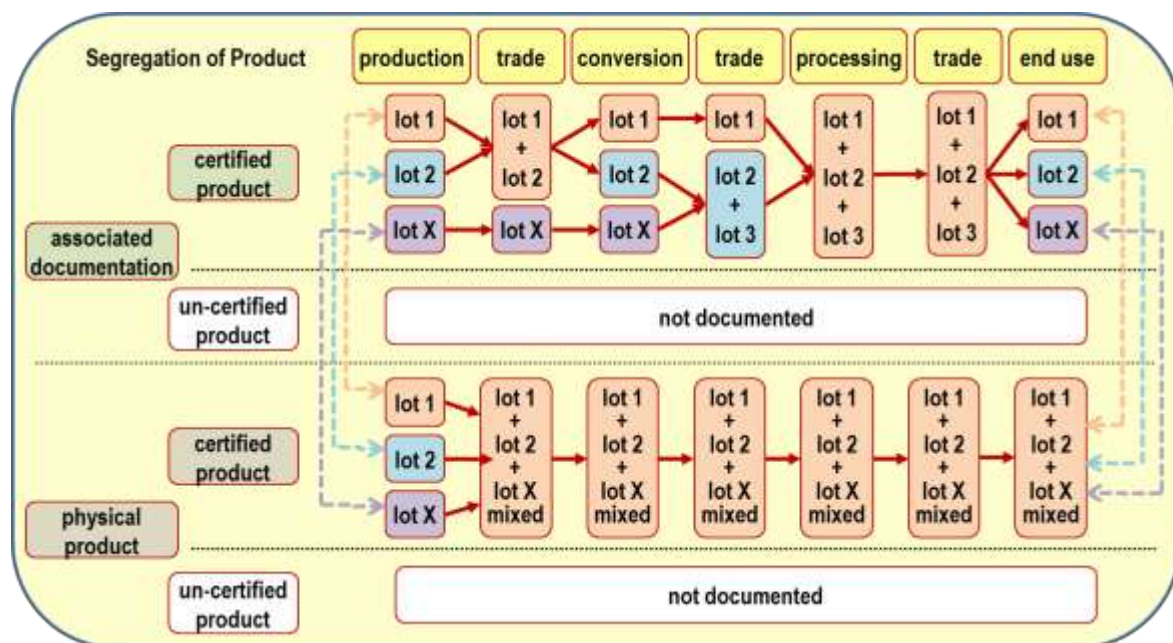 Segregation of Product
production
trade
conversion
trade
processing
trade
end use
associated
documentation
certified
product
lot 1
lot 2
lot X
lot 1
+
lot 2
lot X
lot 1
lot 2
lot X
lot 1
lot 2
+
lot 3
lot 1
+
lot 2
+
lot 3
lot 1
+
lot 2
+
lot 3
lot 1
lot 2
lot X
un-certified
product
not documented
physical
product
certified
product
lot 1
lot 2
lot X
lot 1
+
lot 2
+
lot X
mixed
lot 1
+
lot 2
+
lot X
mixed
lot 1
+
lot 2
+
lot X
mixed
lot 1
+
lot 2
+
lot X
mixed
lot 1
+
lot 2
+
lot X
mixed
lot 1
+
lot 2
+
lot X
mixed
un-certified
product
not documented